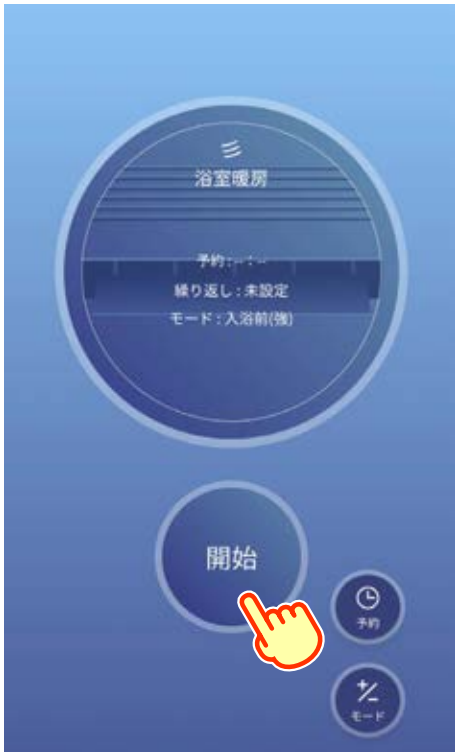 浴室暖房
予約:--:--
繰り返し:未設定
モード:入浴前(強)
開始
予約
モード